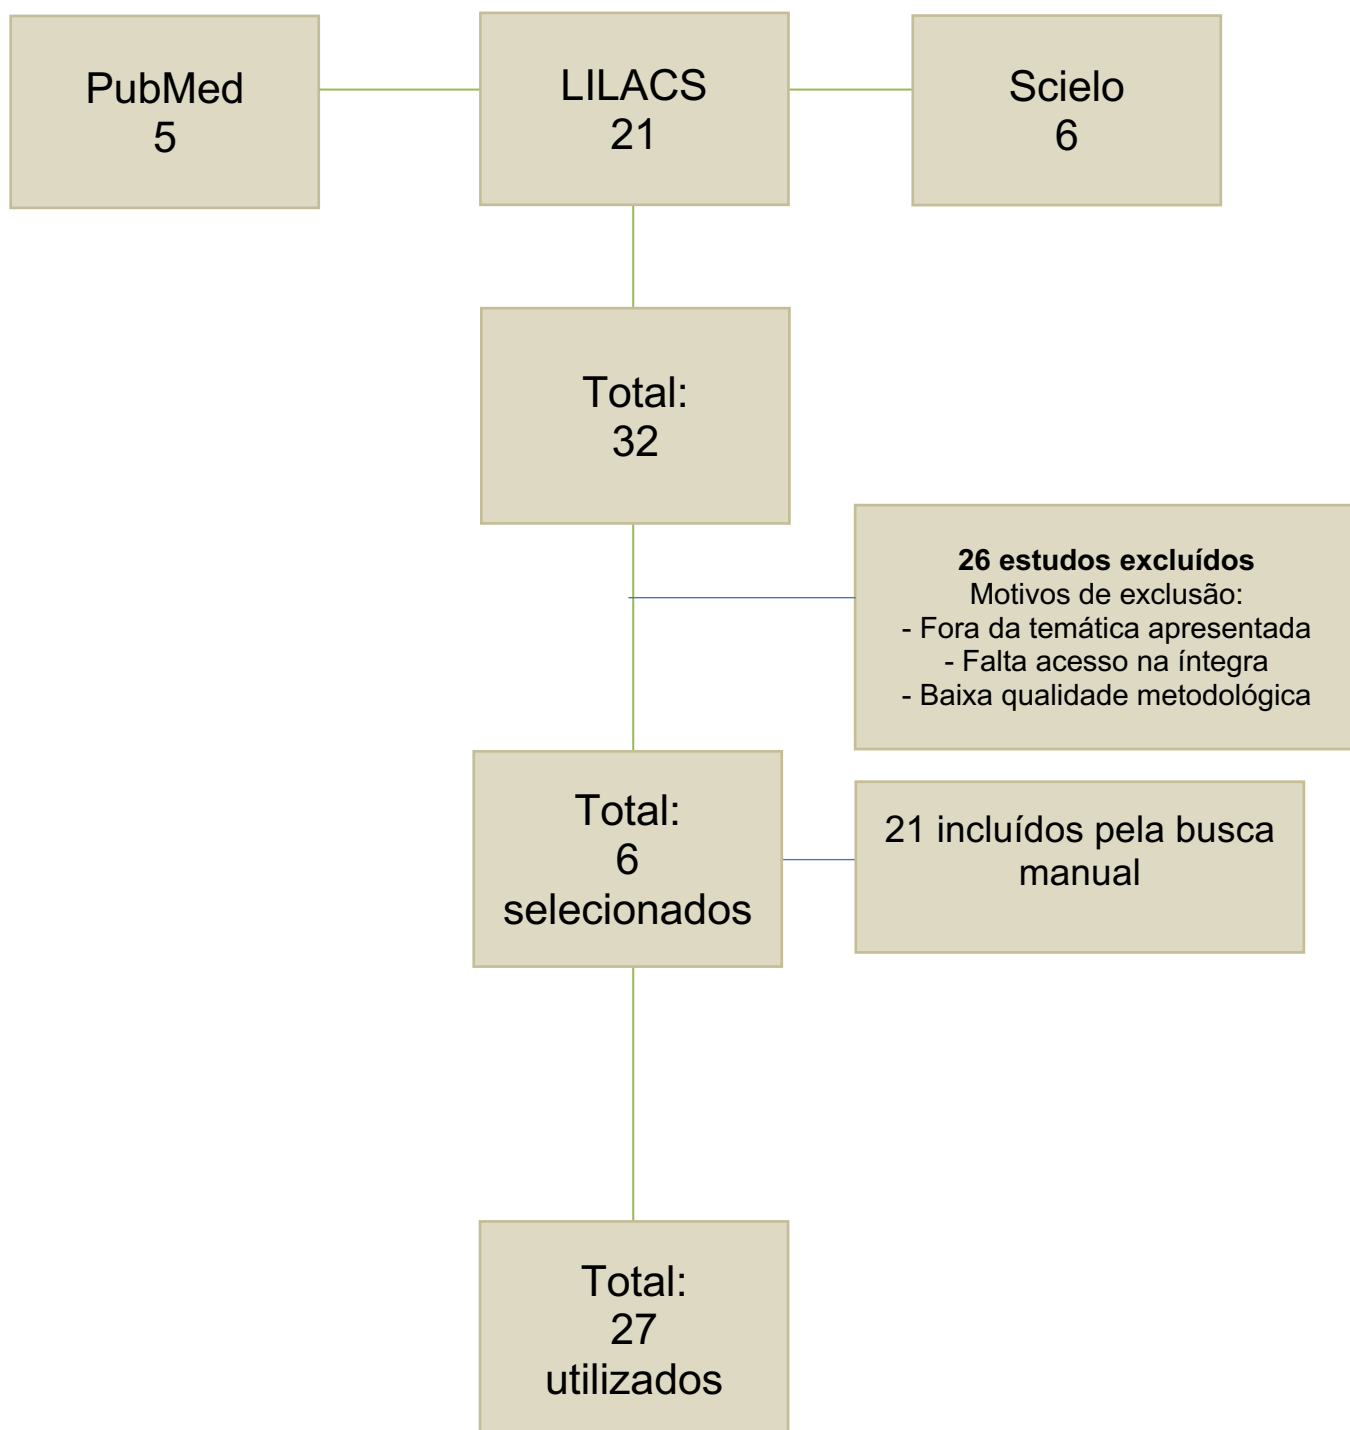 PubMed
5
LILACS
21
Scielo
6
Total:
32
26 estudos excluídos
Motivos de exclusão:
- Fora da temática apresentada
- Falta acesso na íntegra
- Baixa qualidade metodológica
Total:
6
selecionados
21 incluídos pela busca
manual
Total:
27
utilizados